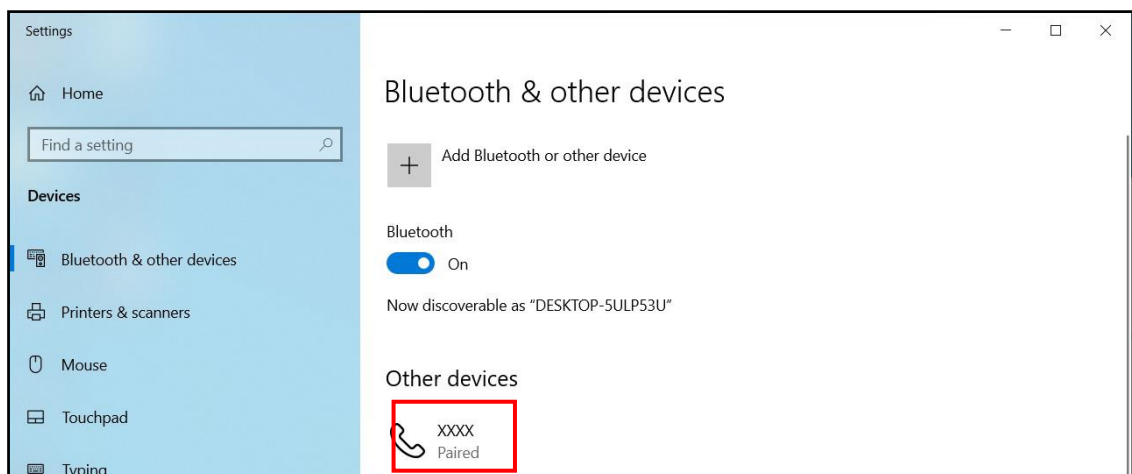 Settings
Home
Find a setting
Devices
Bluetooth & other devices
Printers & scanners
Mouse
Touchpad
Typing
Bluetooth & other devices
Add Bluetooth or other device
Bluetooth
On
Now discoverable as "DESKTOP-5ULP53U"
Other devices
XXXX
Paired